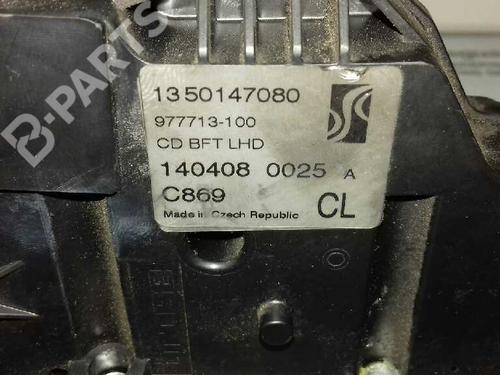 B-PARTS
1350147080
977713-100
CD BFT LHD
140408 0025 A
C869
CL
Made in Czech Republic